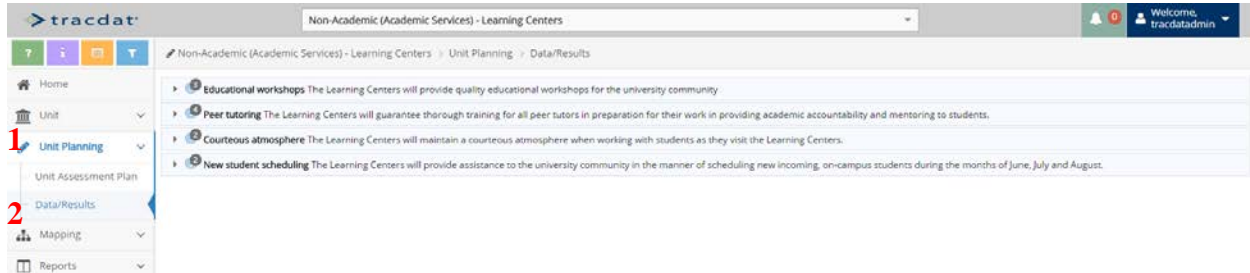 tracdat
Non-Academic (Academic Services) - Learning Centers
0
Welcome,
tracdatadmin
? i
Non-Academic (Academic Services) - Learning Centers > Unit Planning > Data/Results
Home
Educational workshops The Learning Centers will provide quality educational workshops for the university community
Unit
Peer tutoring The Learning Centers will guarantee thorough training for all peer tutors in preparation for their work in providing academic accountability and mentoring to students.
1
Unit Planning
Courteous atmosphere The Learning Centers will maintain a courteous atmosphere when working with students as they visit the Learning Centers.
New student scheduling The Learning Centers will provide assistance to the university community in the manner of scheduling new incoming, on-campus students during the months of June, July and August.
Unit Assessment Plan
2
Data/Results
Mapping
Reports